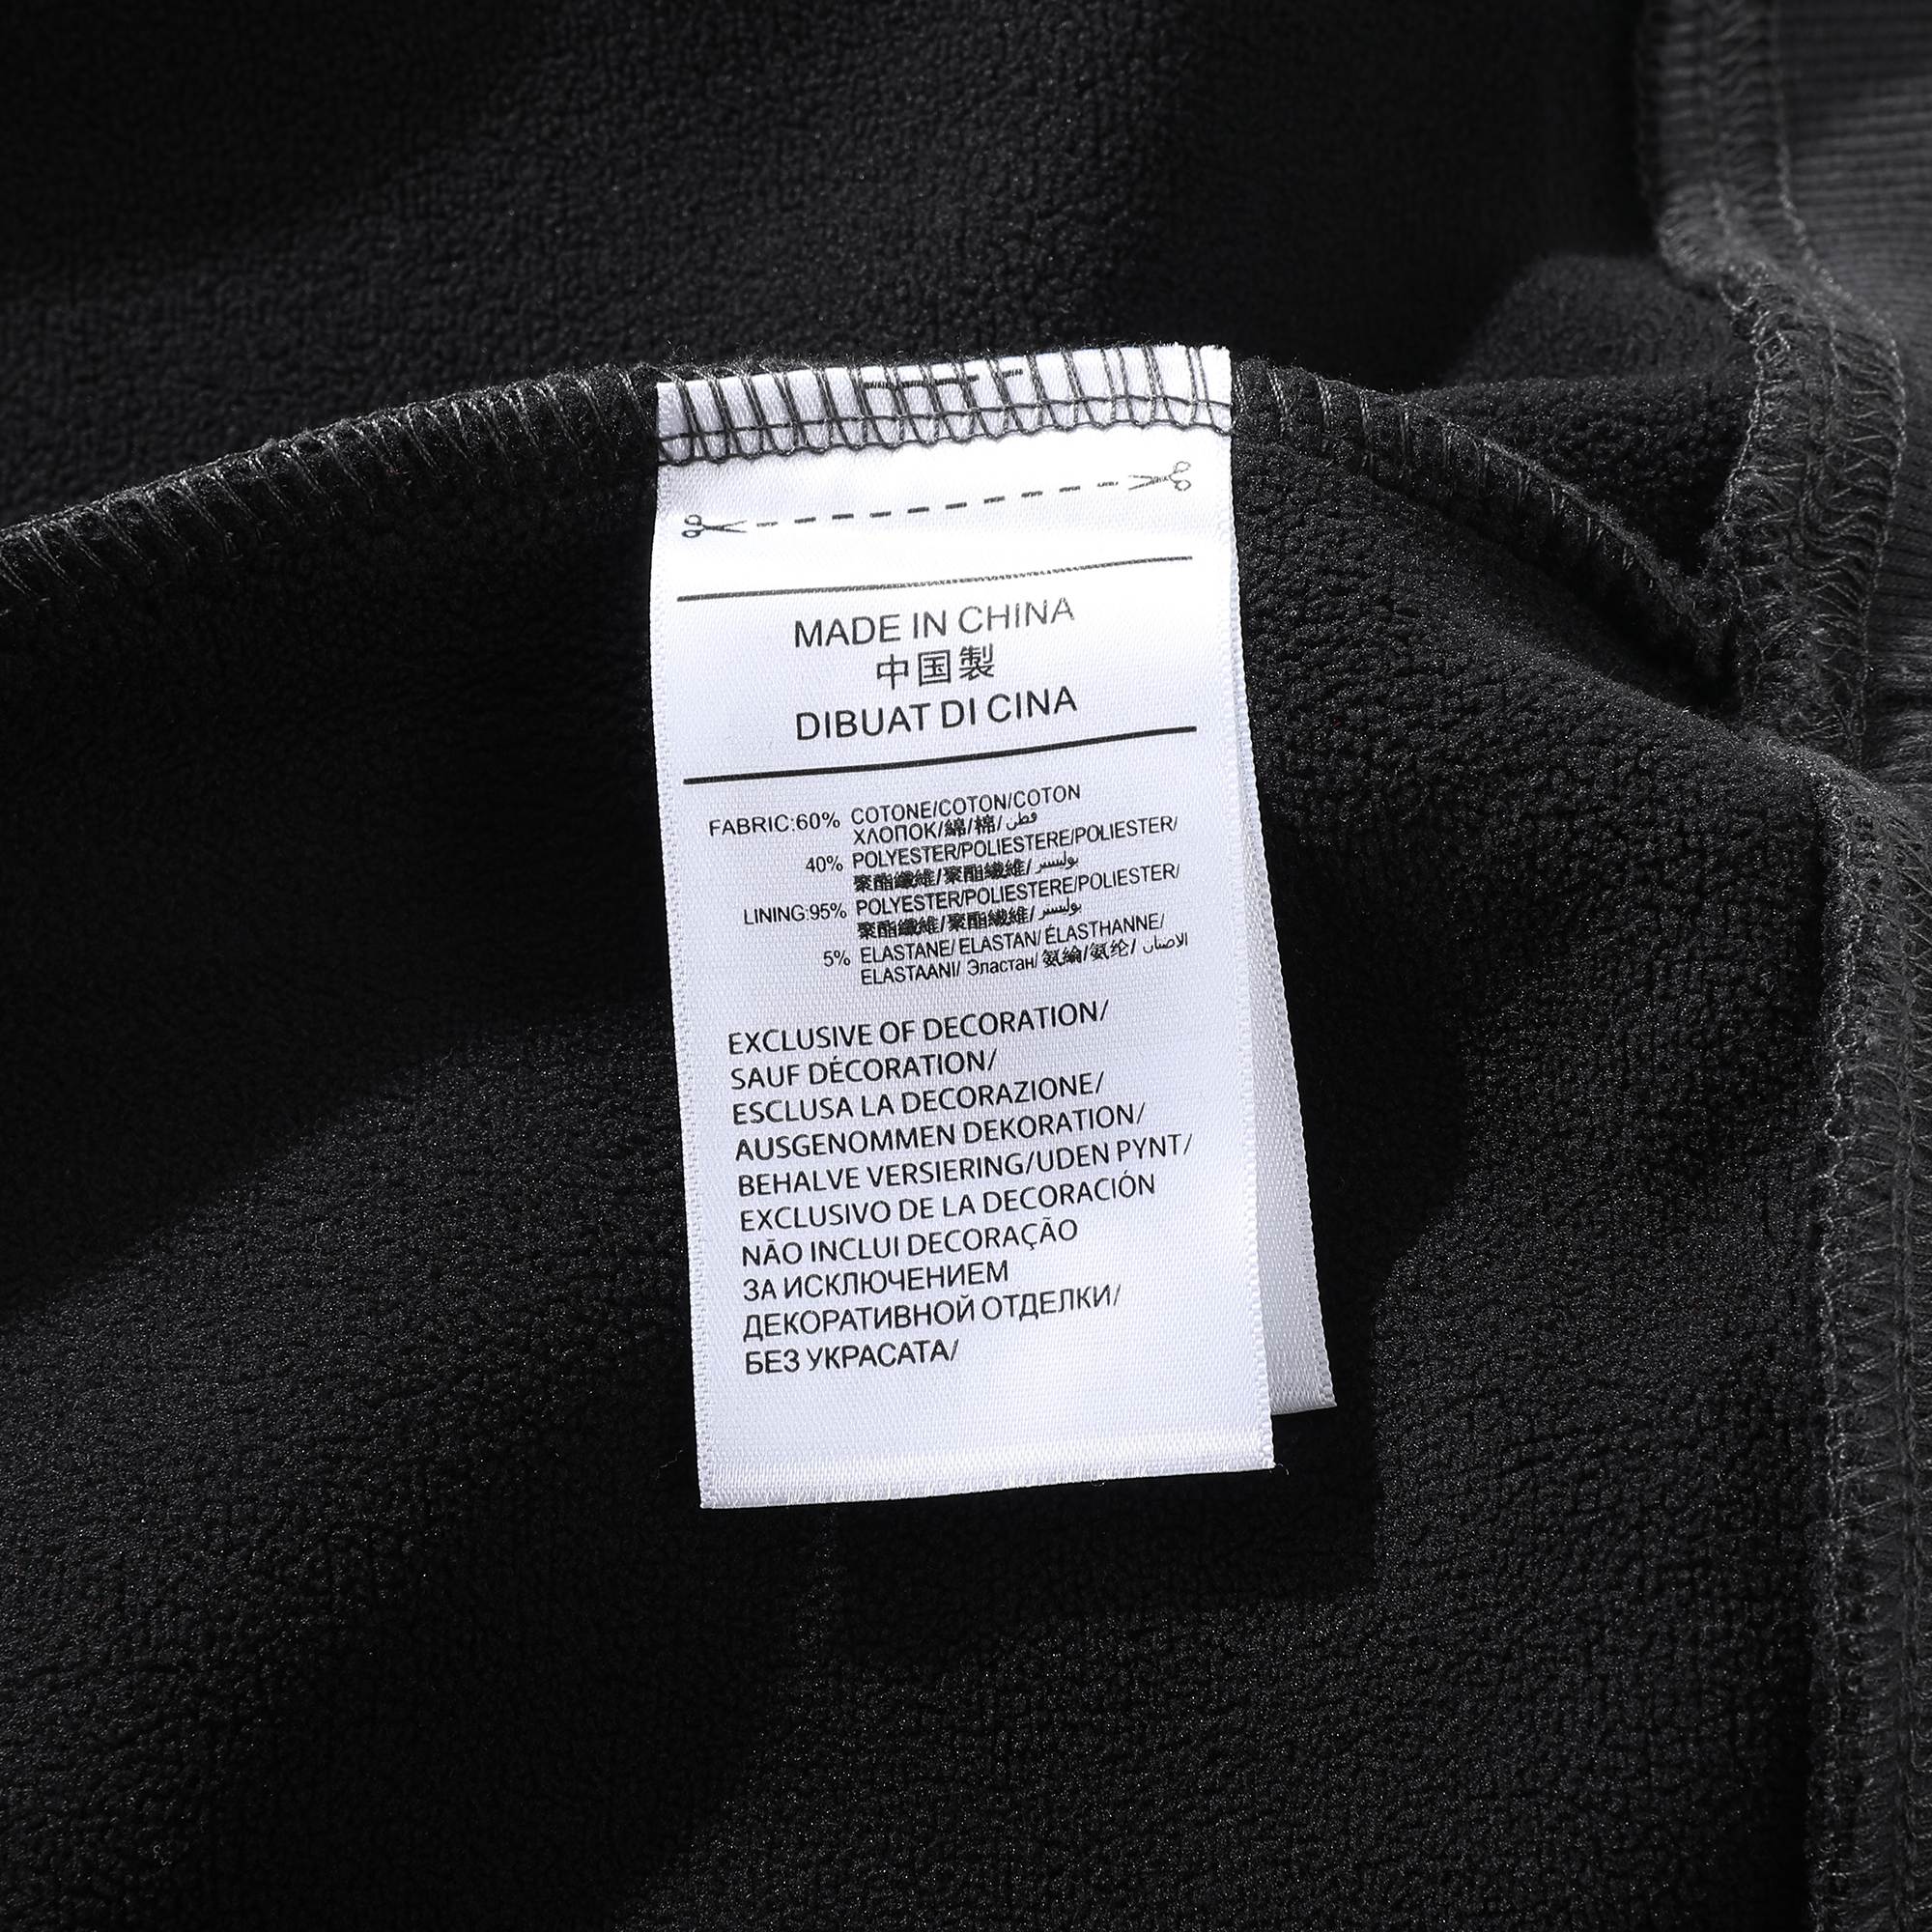 MADE IN CHINA
中国製
DIBUAT DI CINA
FABRIC:60% COTONE/COTON/COTON
ХЛОПОК/綿/棉/قطن
40% POLYESTER/POLIESTERE/POLIESTER/
聚酯纖維/聚酯纖維/بوليستر
LINING:95% POLYESTER/POLIESTERE/POLIESTER/
聚酯纖維/聚酯纖維/بوليستر
5% ELASTANE/ ELASTAN/ ÉLASTHANNE/
ELASTAANI/ Эластан/ 氨綸/氨纶/
EXCLUSIVE OF DECORATION/
SAUF DÉCORATION/
ESCLUSA LA DECORAZIONE/
AUSGENOMMEN DEKORATION/
BEHALVE VERSIERING/UDEN PYNT/
EXCLUSIVO DE LA DECORACIÓN
NÃO INCLUI DECORAÇÃO
ЗА ИСКЛЮЧЕНИЕМ
ДЕКОРАТИВНОЙ ОТДЕЛКИ/
БЕЗ УКРАСАТА/